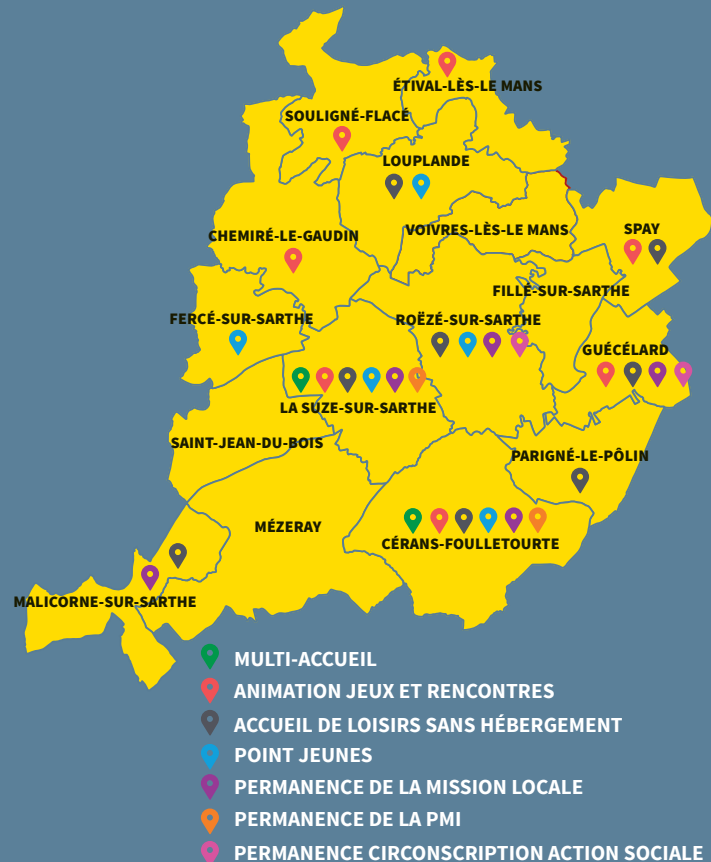 ÉTIVAL-LÈS-LE MANS
SOULIGNÉ-FLACÉ
LOUPLANDE
CHEMIRÉ-LE-GAUDIN
VOIVRES-LÈS-LE MANS
SPAY
FILLÉ-SUR-SARTHE
FERCÉ-SUR-SARTHE
ROËZÉ-SUR-SARTHE
GUÉCÉLARD
LA SUZE-SUR-SARTHE
SAINT-JEAN-DU-BOIS
PARIGNÉ-LE-PÔLIN
MÉZERAY
CÉRANS-FOULLETOURTE
MALICORNE-SUR-SARTHE
MULTI-ACCUEIL
ANIMATION JEUX ET RENCONTRES
ACCUEIL DE LOISIRS SANS HÉBERGEMENT
POINT JEUNES
PERMANENCE DE LA MISSION LOCALE
PERMANENCE DE LA PMI
PERMANENCE CIRCONSCRIPTION ACTION SOCIALE